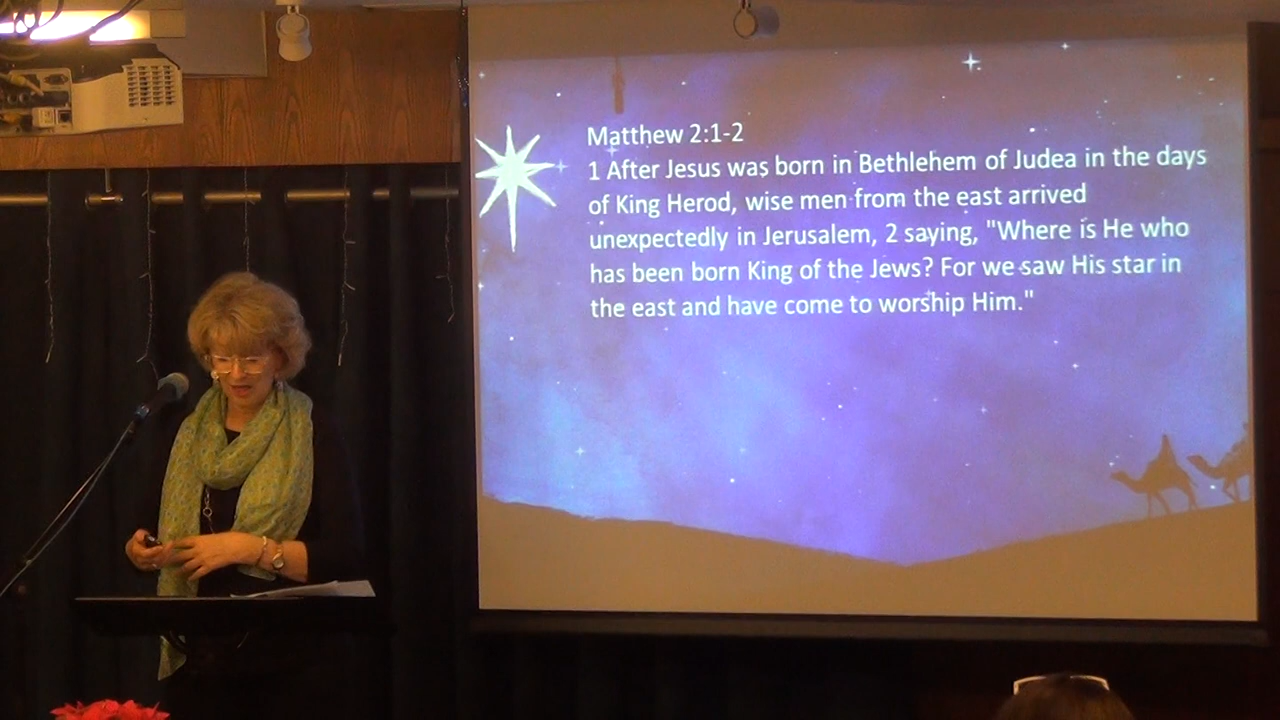 Matthew 2:1-2
1 After Jesus was born in Bethlehem of Judea in the days
of King Herod, wise men from the east arrived
unexpectedly in Jerusalem, 2 saying, "Where is He who
has been born King of the Jews? For we saw His star in
the east and have come to worship Him."